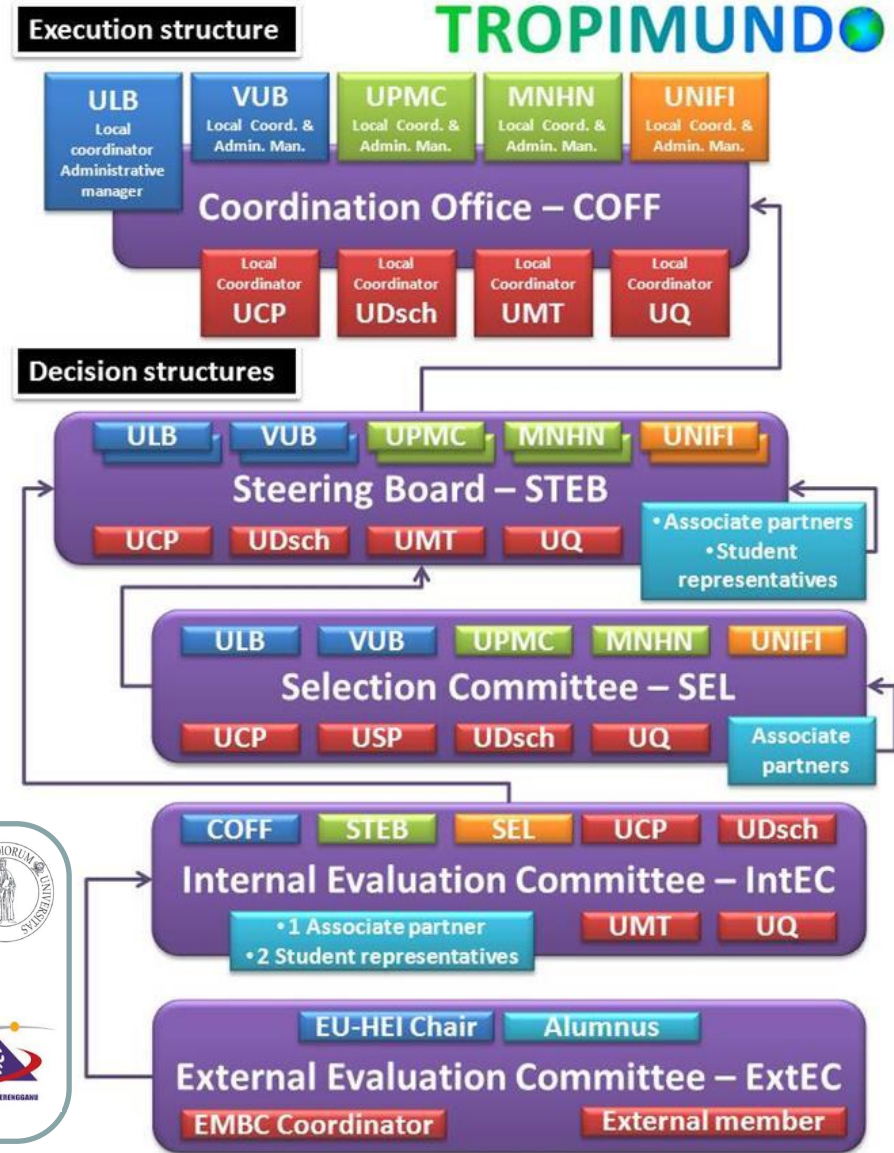 Execution structure
TROPIMUNDO
ULB
Local
coordinator
Administrative
manager
VUB
Local Coord. &
Admin. Man.
UPMC
Local Coord. &
Admin. Man.
MNHN
Local Coord. &
Admin. Man.
UNIFI
Local Coord. &
Admin. Man.
Coordination Office – COFF
Local
Coordinator
UCP
Local
Coordinator
UDsch
Local
Coordinator
UMT
Local
Coordinator
UQ
Decision structures
ULB VUB UPMC MNHN UNIFI
Steering Board – STEB
UCP UDsch UMT UQ
• Associate partners
• Student
representatives
ULB VUB UPMC MNHN UNIFI
Selection Committee – SEL
UCP USP UDsch UQ
Associate
partners
COFF STEB SEL UCP UDsch
Internal Evaluation Committee – IntEC
• 1 Associate partner
• 2 Student representatives
UMT UQ
EU-HEI Chair Alumnus
External Evaluation Committee – ExtEC
EMBC Coordinator External member
UNIVERSITAS